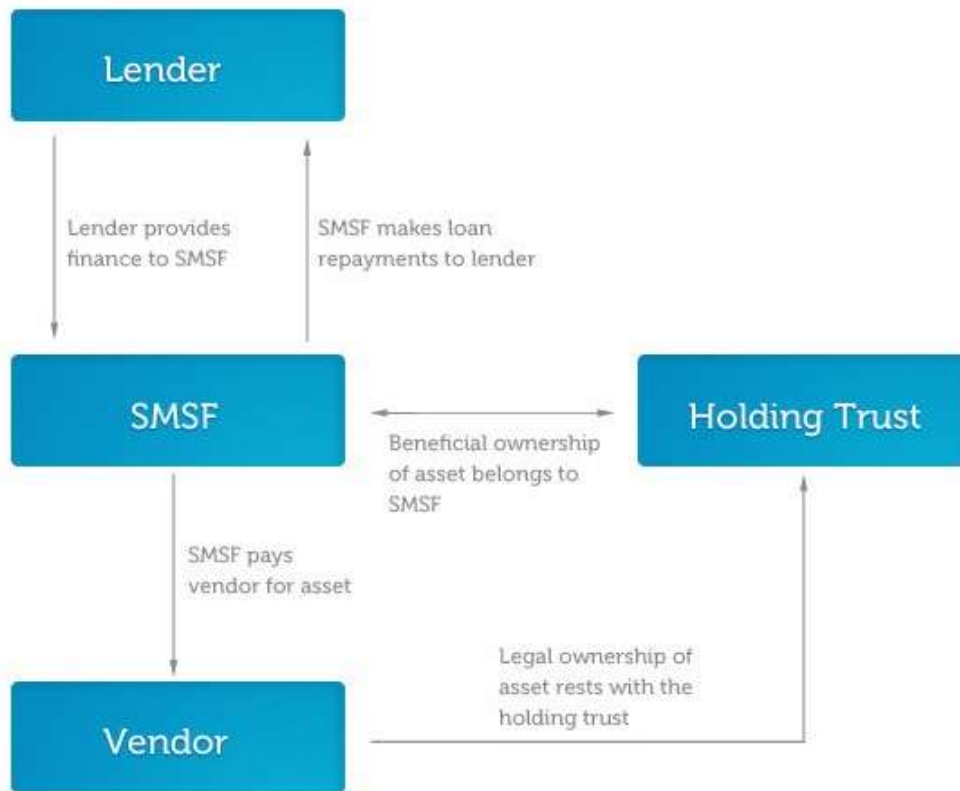 Lender
Lender provides
finance to SMSF
SMSF makes loan
repayments to lender
SMSF
Holding Trust
Beneficial ownership
of asset belongs to
SMSF
SMSF pays
vendor for asset
Legal ownership of
asset rests with the
holding trust
Vendor